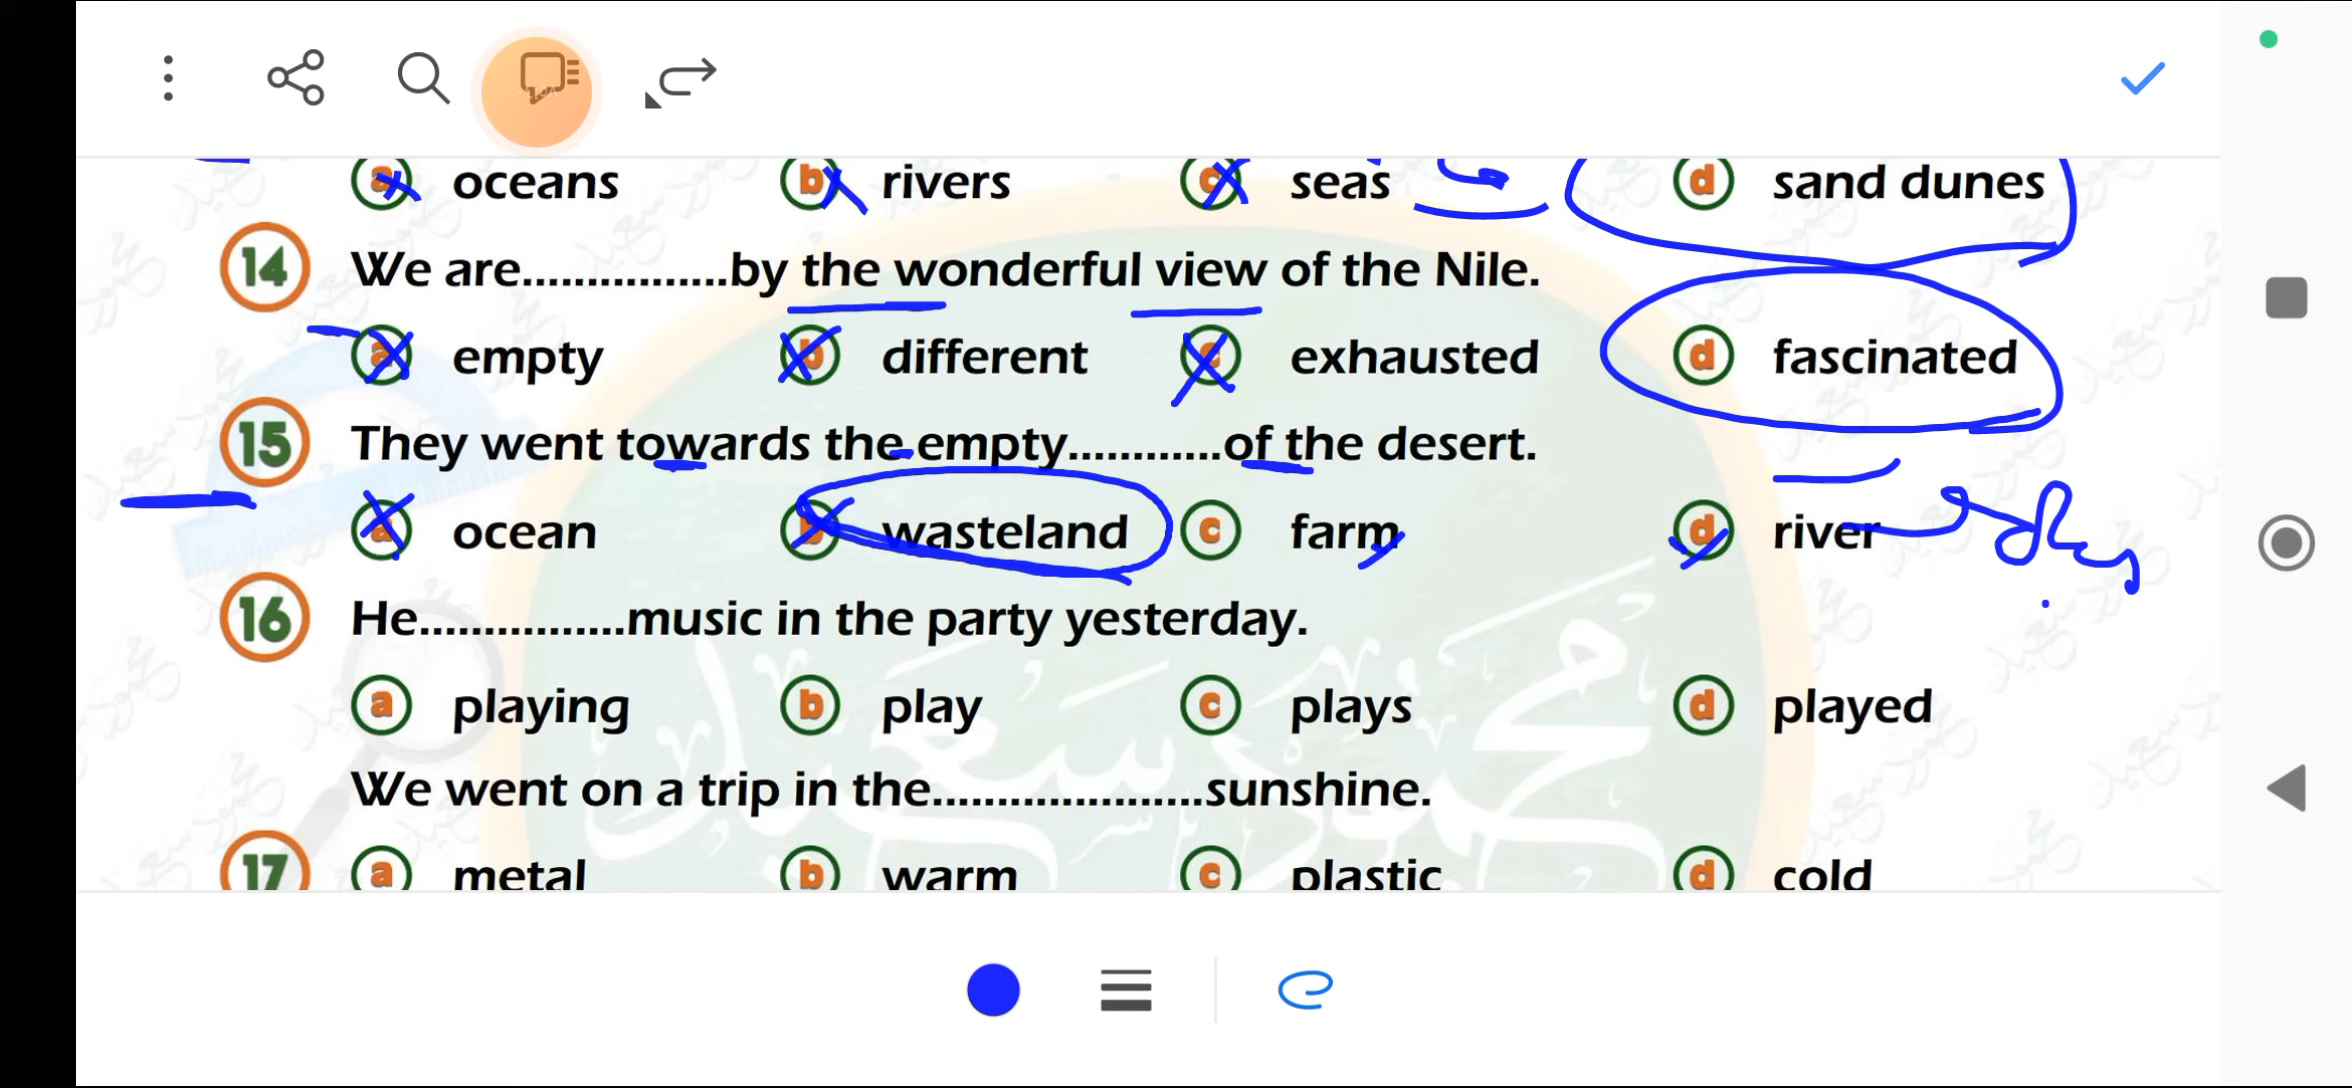 a oceans b rivers c seas d sand dunes
14 We are................by the wonderful view of the Nile.
a empty b different c exhausted d fascinated
15 They went towards the empty............of the desert.
a ocean b wasteland c farm d river
16 He................music in the party yesterday.
a playing b play c plays d played
We went on a trip in the.....................sunshine.
17 a metal b warm c plastic d cold
محمود سعيد